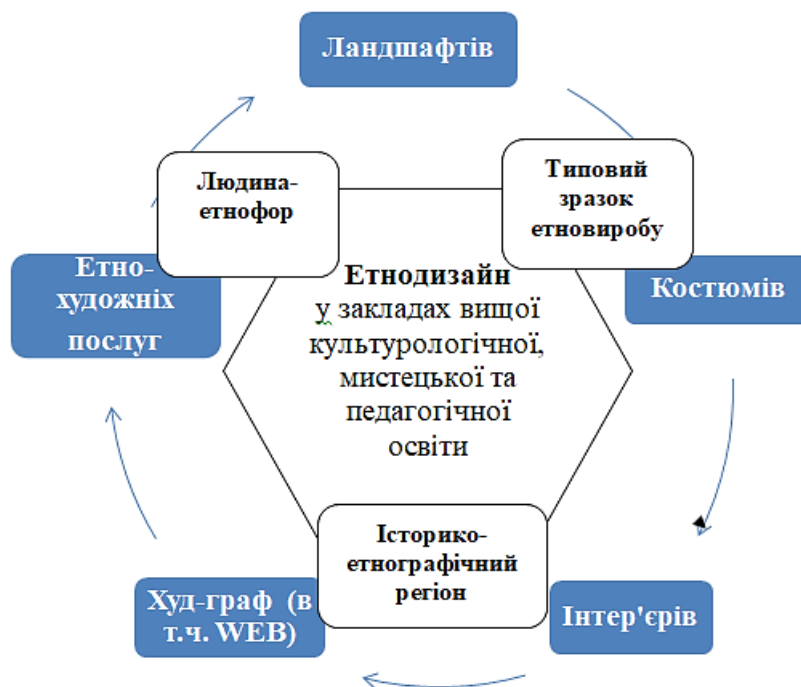 Ландшафтів
Людина-
етнофор
Типовий
зразок
етновиробу
Етно-
художніх
послуг
Етнодизайн
у закладах вищої
культурологічної,
мистецької та
педагогічної
освіти
Костюмів
Історико-
етнографічний
регіон
Худ-граф (в
т.ч. WEB)
Інтер'єрів